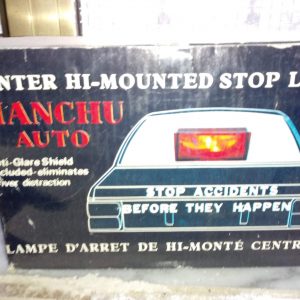 NTER HI-MOUNTED STOP L
MANCHU
AUTO
ti-Glare Shield
cluded-eliminates
iver distraction
STOP ACCIDENTS
BEFORE THEY HAPPEN
LAMPE D'ARRET DE HI-MONTÉ CENTR